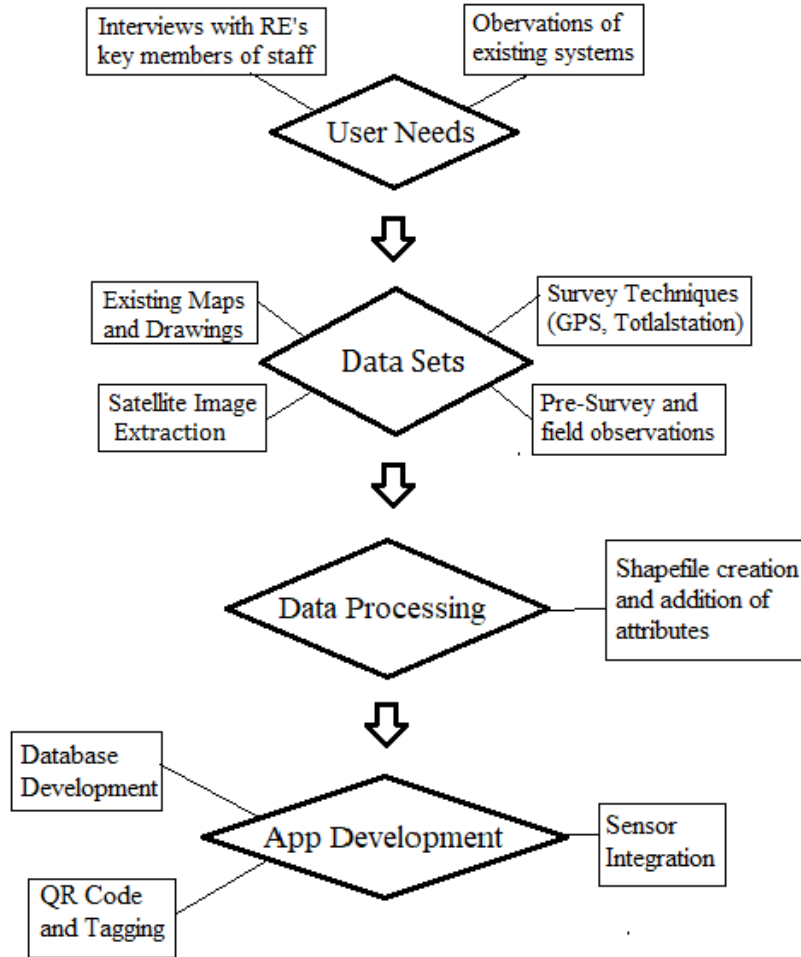 Interviews with RE's
key members of staff
Obervations of
existing systems
User Needs
Existing Maps
and Drawings
Survey Techniques
(GPS, Totlalstation)
Data Sets
Satellite Image
Extraction
Pre-Survey and
field observations
Shapefile creation
and addition of
attributes
Data Processing
Database
Development
App Development
Sensor
Integration
QR Code
and Tagging